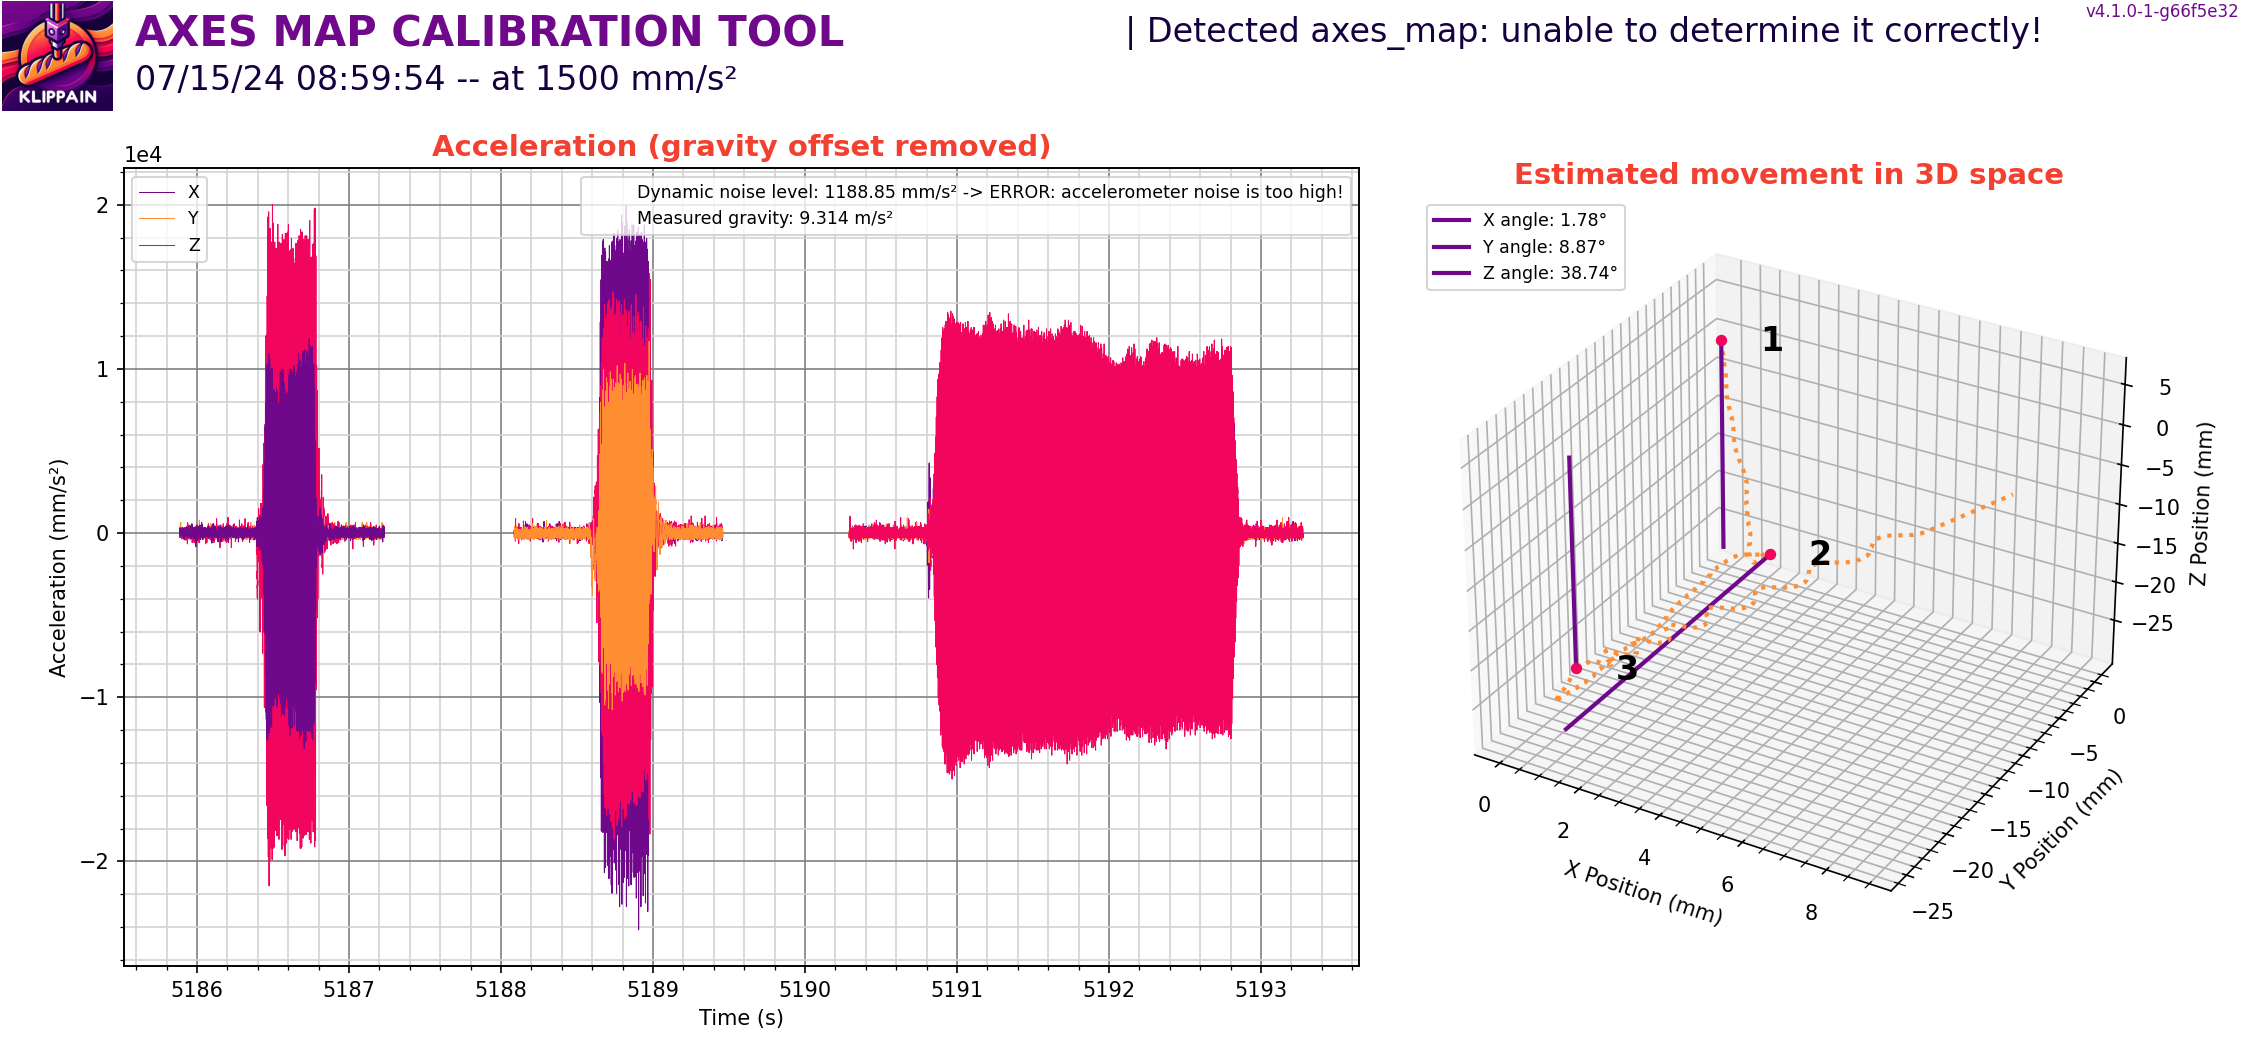 KLIPPAIN
AXES MAP CALIBRATION TOOL
07/15/24 08:59:54 -- at 1500 mm/s²
| Detected axes_map: unable to determine it correctly!
v4.1.0-1-g66f5e32
Acceleration (gravity offset removed)
1e4
X
Y
Z
Dynamic noise level: 1188.85 mm/s² -> ERROR: accelerometer noise is too high!
Measured gravity: 9.314 m/s²
2
1
0
−1
−2
Acceleration (mm/s²)
5186
5187
5188
5189
5190
5191
5192
5193
Time (s)
Estimated movement in 3D space
X angle: 1.78°
Y angle: 8.87°
Z angle: 38.74°
1
2
3
5
0
−5
−10
−15
−20
−25
Z Position (mm)
0
−5
−10
−15
−20
−25
Y Position (mm)
0
2
4
6
8
X Position (mm)